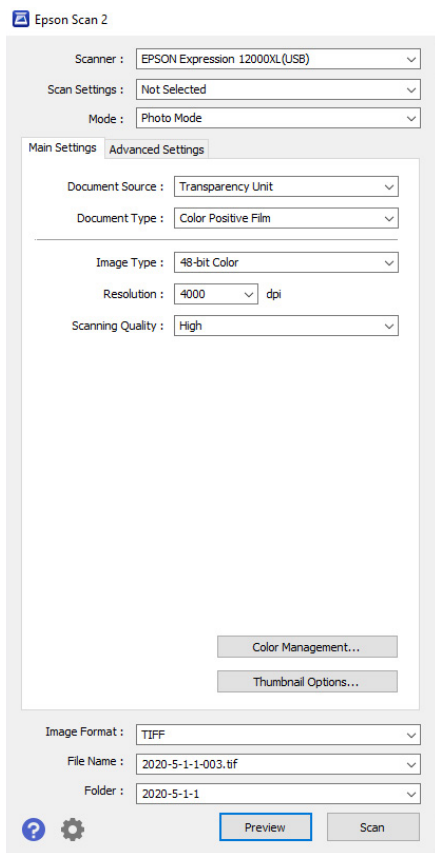 Epson Scan 2
Scanner : EPSON Expression 12000XL(USB)
Scan Settings : Not Selected
Mode : Photo Mode
Main Settings Advanced Settings
Document Source : Transparency Unit
Document Type : Color Positive Film
Image Type : 48-bit Color
Resolution : 4000 dpi
Scanning Quality : High
Color Management...
Thumbnail Options...
Image Format : TIFF
File Name : 2020-5-1-1-003.tif
Folder : 2020-5-1-1
? Preview Scan